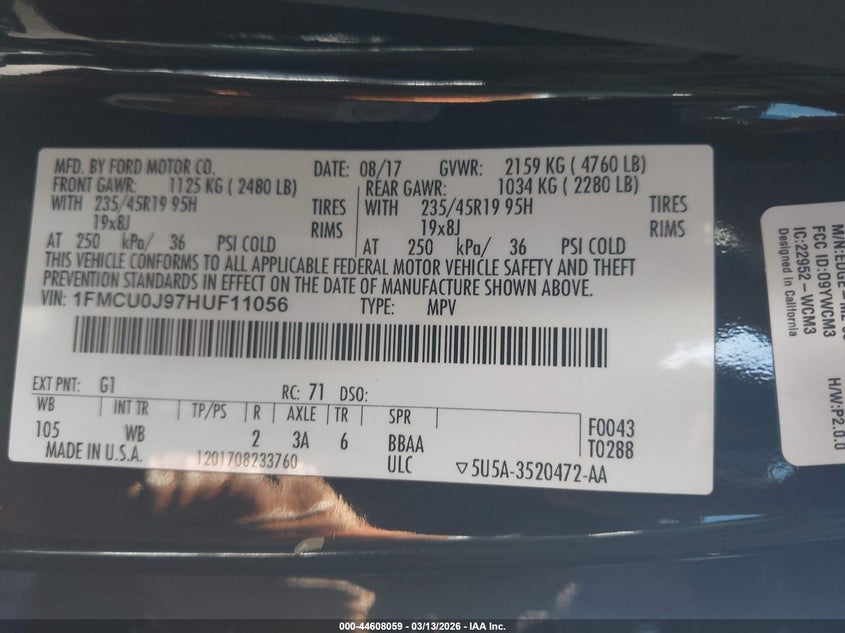 MFD. BY FORD MOTOR CO. DATE: 08/17 GVWR: 2159 KG ( 4760 LB)
FRONT GAWR: 1125 KG ( 2480 LB) REAR GAWR: 1034 KG ( 2280 LB)
WITH 235/45R19 95H TIRES WITH 235/45R19 95H TIRES
19x8J RIMS 19x8J RIMS
AT 250 kPa/ 36 PSI COLD AT 250 kPa/ 36 PSI COLD
THIS VEHICLE CONFORMS TO ALL APPLICABLE FEDERAL MOTOR VEHICLE SAFETY AND THEFT
PREVENTION STANDARDS IN EFFECT ON THE DATE OF MANUFACTURE SHOWN ABOVE.
VIN: 1FMCU0J97HUF11056 TYPE: MPV
EXT PNT: G1 RC: 71 DSO:
WB INT TR TP/PS R AXLE TR SPR
105 WB 2 3A 6 BBAA F0043
ULC T0288
MADE IN U.S.A. 1201708233760 ▽5U5A-3520472-AA
FCC ID:O9YWCM3
IC:22952-WCM3
Designed in California
H/W:P2.0.0
000-44608059 - 03/13/2026 - IAA Inc.